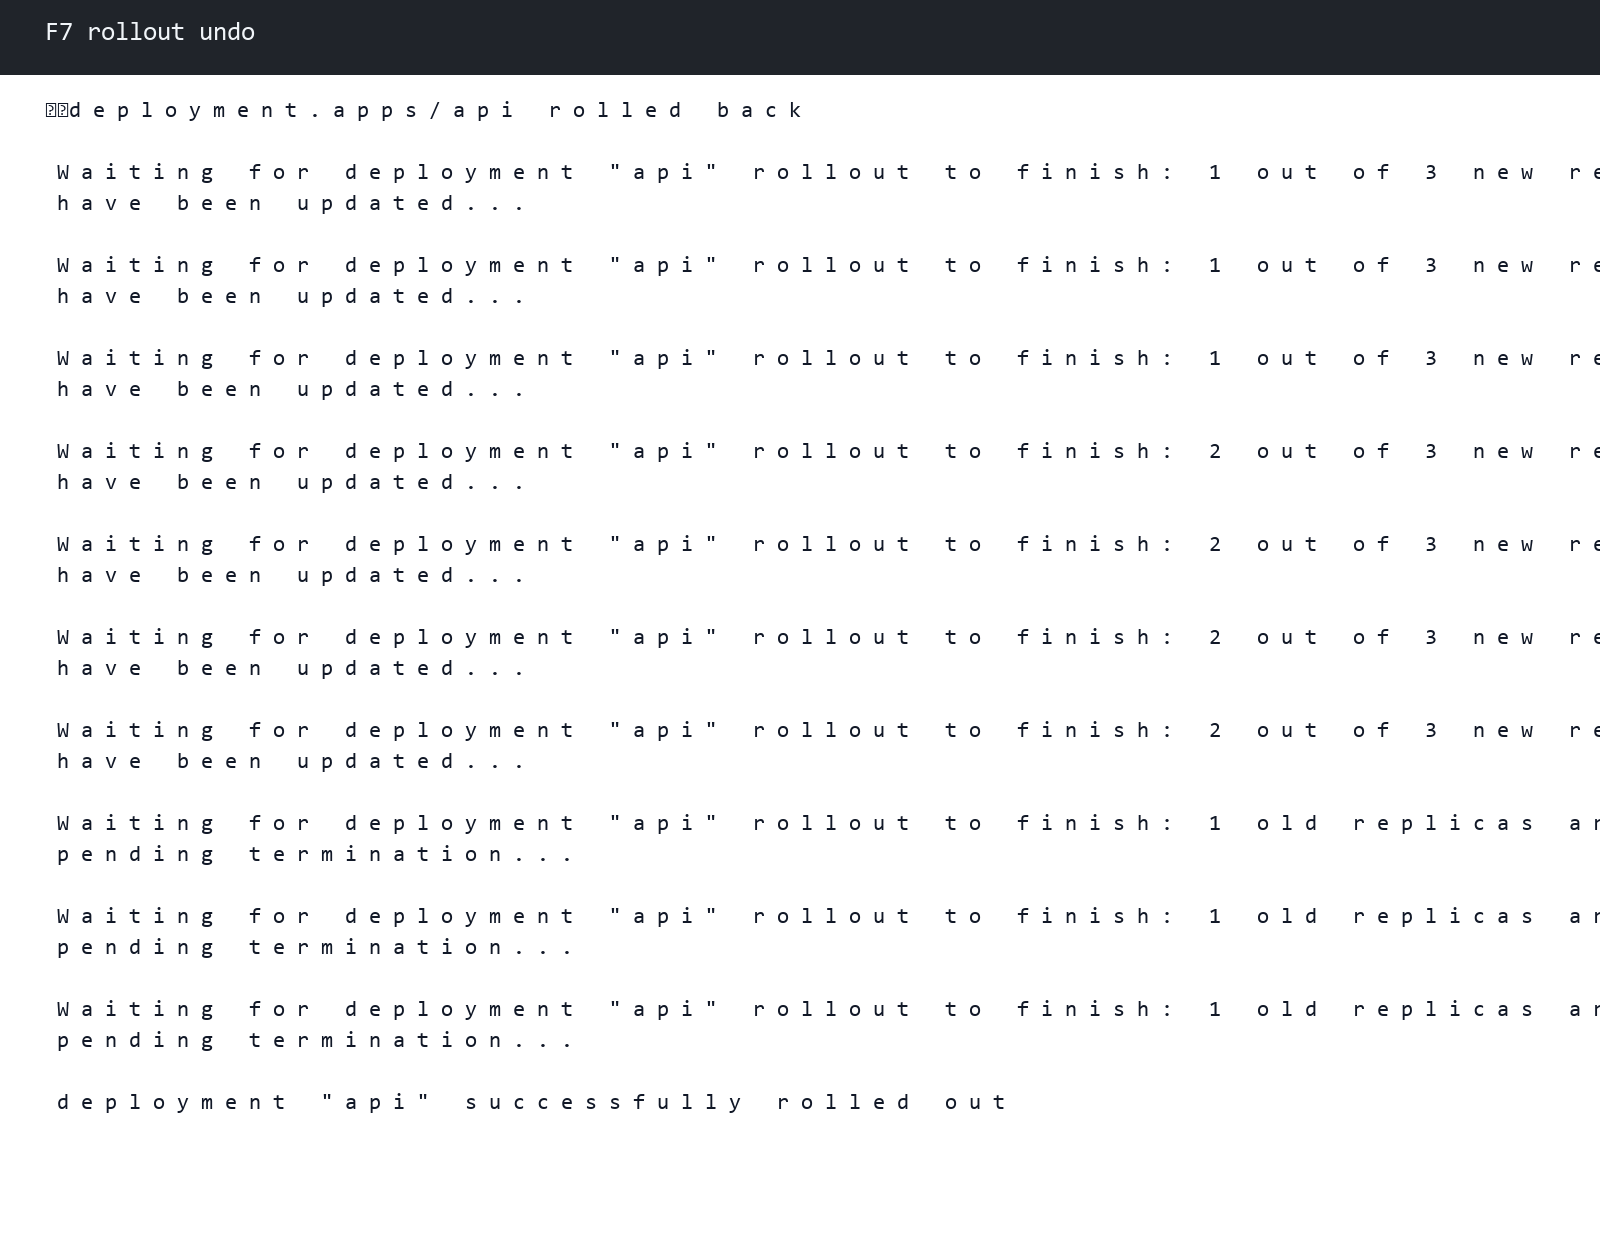 F7 rollout undo
deployment.apps/api rolled back
Waiting for deployment "api" rollout to finish: 1 out of 3 new re
have been updated...
Waiting for deployment "api" rollout to finish: 1 out of 3 new re
have been updated...
Waiting for deployment "api" rollout to finish: 1 out of 3 new re
have been updated...
Waiting for deployment "api" rollout to finish: 2 out of 3 new re
have been updated...
Waiting for deployment "api" rollout to finish: 2 out of 3 new re
have been updated...
Waiting for deployment "api" rollout to finish: 2 out of 3 new re
have been updated...
Waiting for deployment "api" rollout to finish: 2 out of 3 new re
have been updated...
Waiting for deployment "api" rollout to finish: 1 old replicas ar
pending termination...
Waiting for deployment "api" rollout to finish: 1 old replicas ar
pending termination...
Waiting for deployment "api" rollout to finish: 1 old replicas ar
pending termination...
deployment "api" successfully rolled out